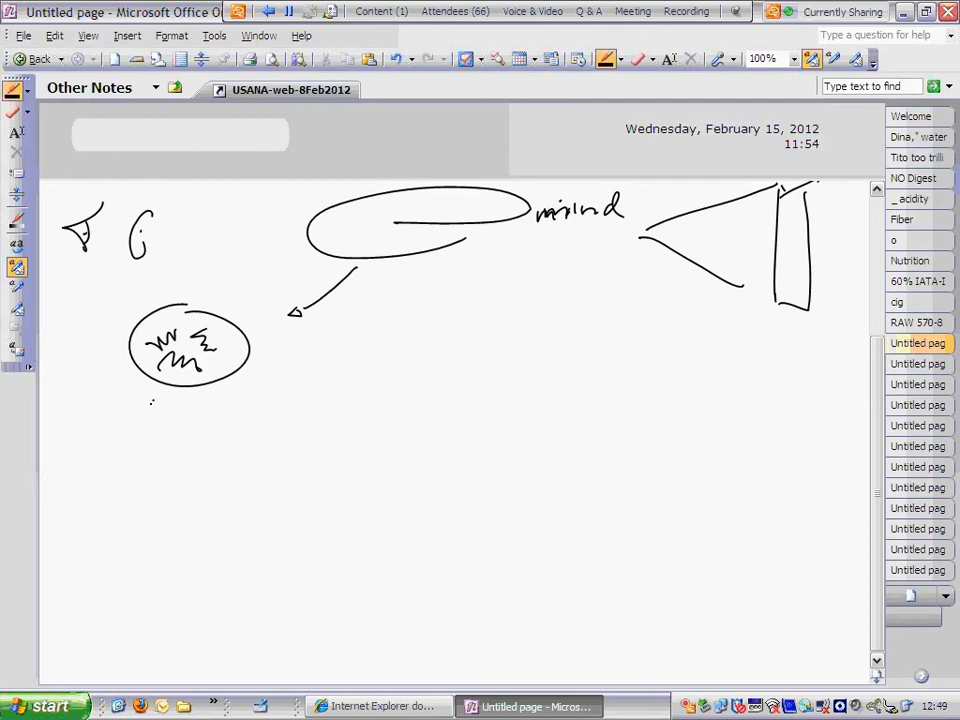 Untitled page - Microsoft Office O
Content (1)
Attendees (66)
Voice & Video
Q & A
Meeting
Recording
Currently Sharing
File
Edit
View
Insert
Format
Tools
Window
Help
Type a question for help
Back
100%
Other Notes
USANA-web-8Feb2012
Type text to find
Wednesday, February 15, 2012
11:54
Welcome
Dina," water
Tito too trilli
NO Digest
_ acidity
Fiber
o
Nutrition
60% IATA-I
cig
RAW 570-8
Untitled pag
Untitled pag
Untitled pag
Untitled pag
Untitled pag
Untitled pag
Untitled pag
Untitled pag
Untitled pag
Untitled pag
Untitled pag
Untitled pag
start
Internet Explorer do...
Untitled page - Micros...
12:49